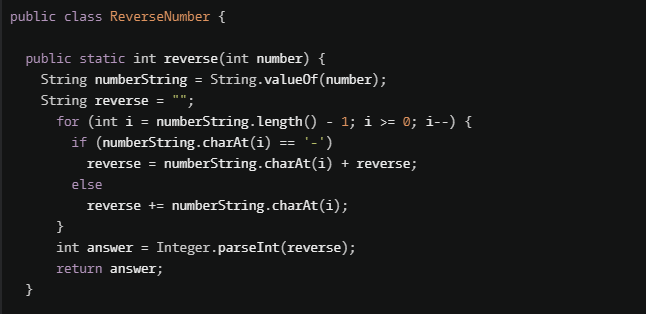 public class ReverseNumber {
public static int reverse(int number) {
String numberString = String.valueOf(number);
String reverse = "";
for (int i = numberString.length() - 1; i >= 0; i--) {
if (numberString.charAt(i) == '-')
reverse = numberString.charAt(i) + reverse;
else
reverse += numberString.charAt(i);
}
int answer = Integer.parseInt(reverse);
return answer;
}